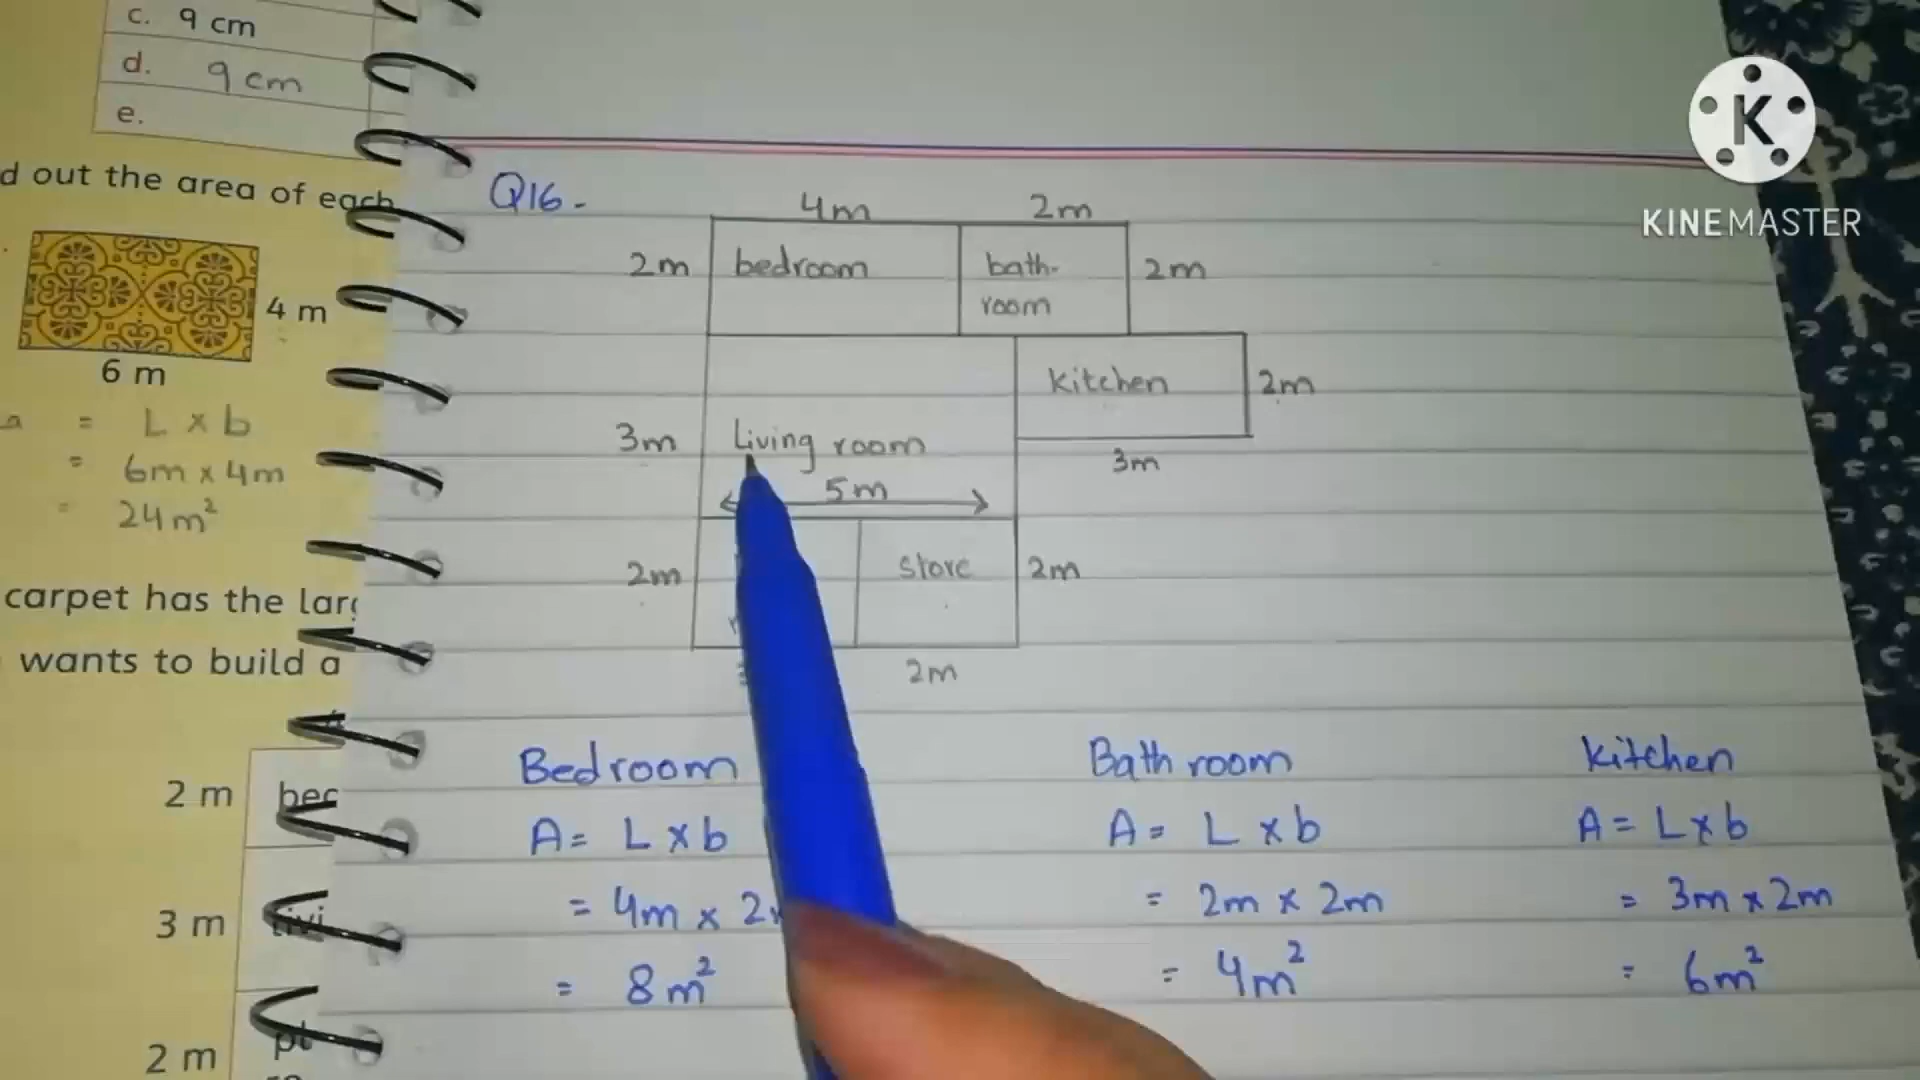 c. 9 cm
d. 9 cm
e.
d out the area of each
4 m
6 m
= L x b
= 6m x 4m
= 24m²
carpet has the
wants to build a
2 m
3 m
2 m
KINEMASTER
Q16-
4m 2m
2m bedroom bath- 2m
room
Kitchen 2m
3m Living room 3m
5m
2m store 2m
2m
Bedroom
A= L x b
= 4m x
= 8m²
Bath room
A= L x b
= 2m x 2m
= 4m²
Kitchen
A= L x b
= 3m x 2m
= 6m²